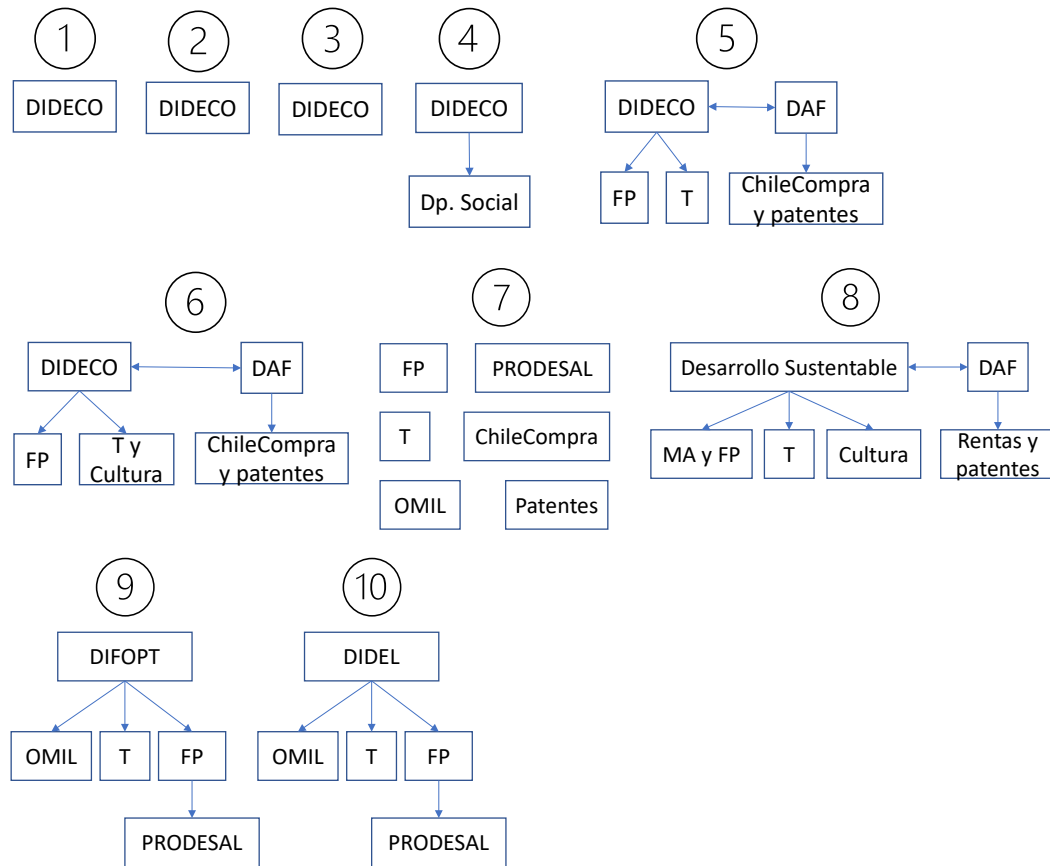 1
2
3
4
5
DIDECO
DIDECO
DIDECO
DIDECO
DIDECO
DAF
Dp. Social
FP
T
ChileCompra
y patentes
6
7
8
DIDECO
DAF
FP
PRODESAL
Desarrollo Sustentable
DAF
FP
T y
Cultura
ChileCompra
y patentes
T
ChileCompra
MA y FP
T
Cultura
Rentas y
patentes
OMIL
Patentes
9
10
DIFOPT
DIDEL
OMIL
T
FP
OMIL
T
FP
PRODESAL
PRODESAL